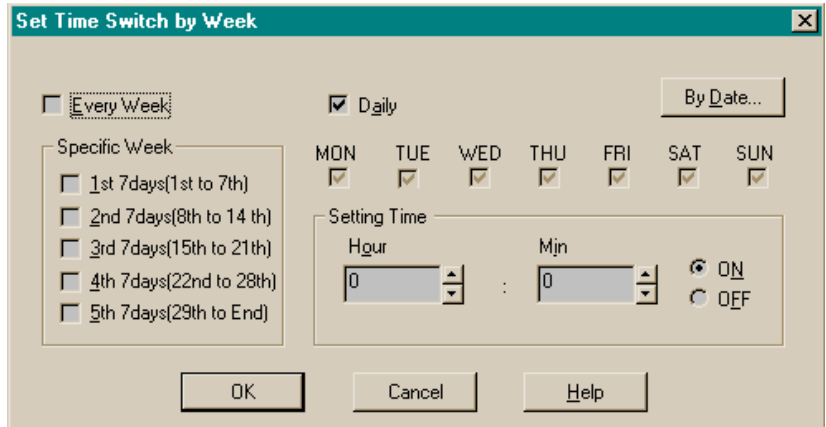 Set Time Switch by Week
Every Week
Daily
By Date...
Specific Week
1st 7days(1st to 7th)
2nd 7days(8th to 14 th)
3rd 7days(15th to 21th)
4th 7days(22nd to 28th)
5th 7days(29th to End)
MON TUE WED THU FRI SAT SUN
Setting Time
Hour Min
0 : 0
ON
OFF
OK Cancel Help